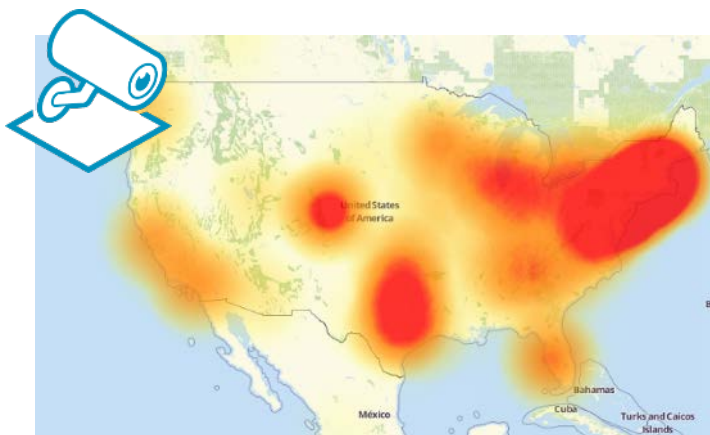 United States
of America
Bahamas
México
Cuba
Turks and Caicos
Islands